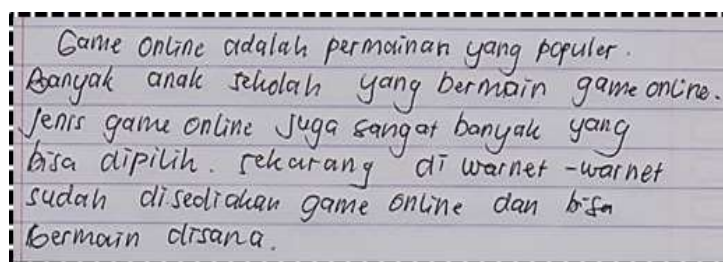 Game online adalah permainan yang populer.
Banyak anak sekolah yang bermain game online.
Jenis game online juga sangat banyak yang
bisa dipilih. sekarang di warnet-warnet
sudah disediakan game online dan bisa
bermain disana.